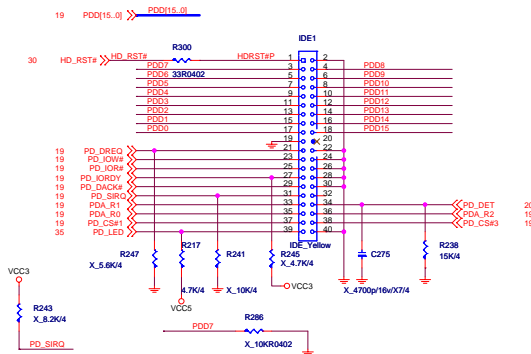 19 PDD[15..0] PDD[15..0]
IDE1
R300
30 HD_RST# HD_RST# HDRST#P 1 2
33R0402
PDD7 3 4 PDD8
PDD6 5 6 PDD9
PDD5 7 8 PDD10
PDD4 9 10 PDD11
PDD3 11 12 PDD12
PDD2 13 14 PDD13
PDD1 15 16 PDD14
PDD0 17 18 PDD15
19 20
19 PD_DREQ 21 22
19 PD_IOW# 23 24
19 PD_IOR# 25 26
19 PD_IORDY 27 28
19 PD_DACK# 29 30
19 PD_SIRQ 31 32
19 PDA_R1 33 34 PD_DET 20
19 PDA_R0 35 36 PDA_R2 19
19 PD_CS#1 37 38 PD_CS#3 19
35 PD_LED 39 40
IDE_Yellow
R247 R217 R241 R245 C275 R238
X_5.6K/4 4.7K/4 X_10K/4 X_4.7K/4 X_4700p/16v/X7/4 15K/4
VCC3
VCC5
VCC3
R243
X_8.2K/4
PD_SIRQ
PDD7 R286
X_10KR0402